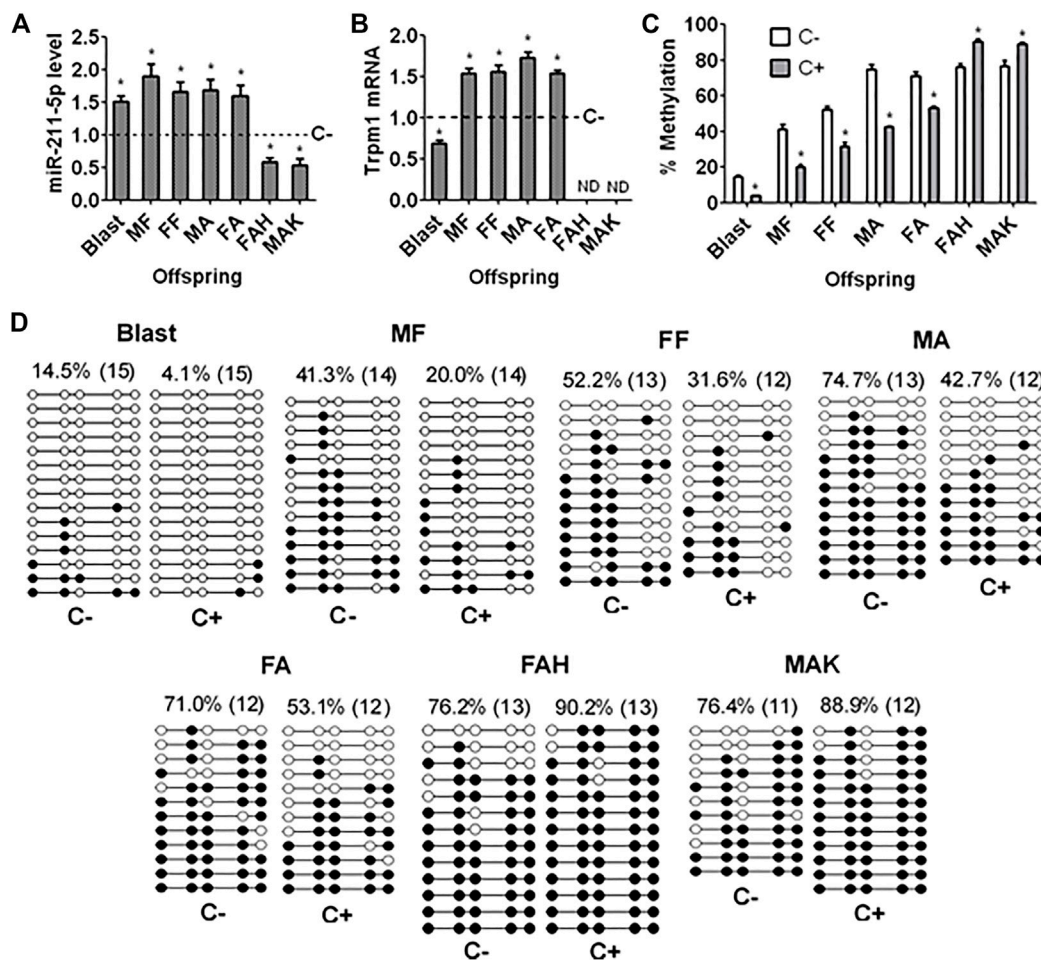 A
miR-211-5p level
2.5
2.0
1.5
1.0
0.5
0.0
* * * * * * *
C-
Blast MF FF MA FA FAH MAK
Offspring
B
Trpm1 mRNA
2.0
1.5
1.0
0.5
0.0
* * * * *
C-
ND ND
Blast MF FF MA FA FAH MAK
Offspring
C
% Methylation
100
80
60
40
20
0
C-
C+
* * * * * * *
Blast MF FF MA FA FAH MAK
Offspring
D
Blast
14.5% (15) 4.1% (15)
C- C+
MF
41.3% (14) 20.0% (14)
C- C+
FF
52.2% (13) 31.6% (12)
C- C+
MA
74.7% (13) 42.7% (12)
C- C+
FA
71.0% (12) 53.1% (12)
C- C+
FAH
76.2% (13) 90.2% (13)
C- C+
MAK
76.4% (11) 88.9% (12)
C- C+